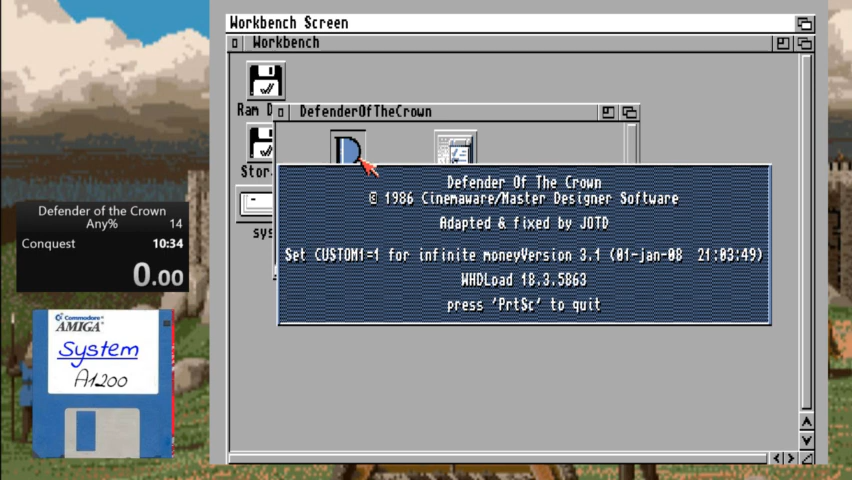 Workbench Screen
Workbench
Ram D
DefenderOfTheCrown
Stor
sys
Defender Of The Crown
© 1986 Cinemaware/Master Designer Software
Adapted & fixed by JOTD
Set CUSTOM1=1 for infinite moneyVersion 3.1 (01-jan-08 21:03:49)
WHDLoad 18.3.5863
press 'PrtSc' to quit
Defender of the Crown
Any% 14
Conquest 10:34
0.00
Commodore
AMIGA
System
A1200